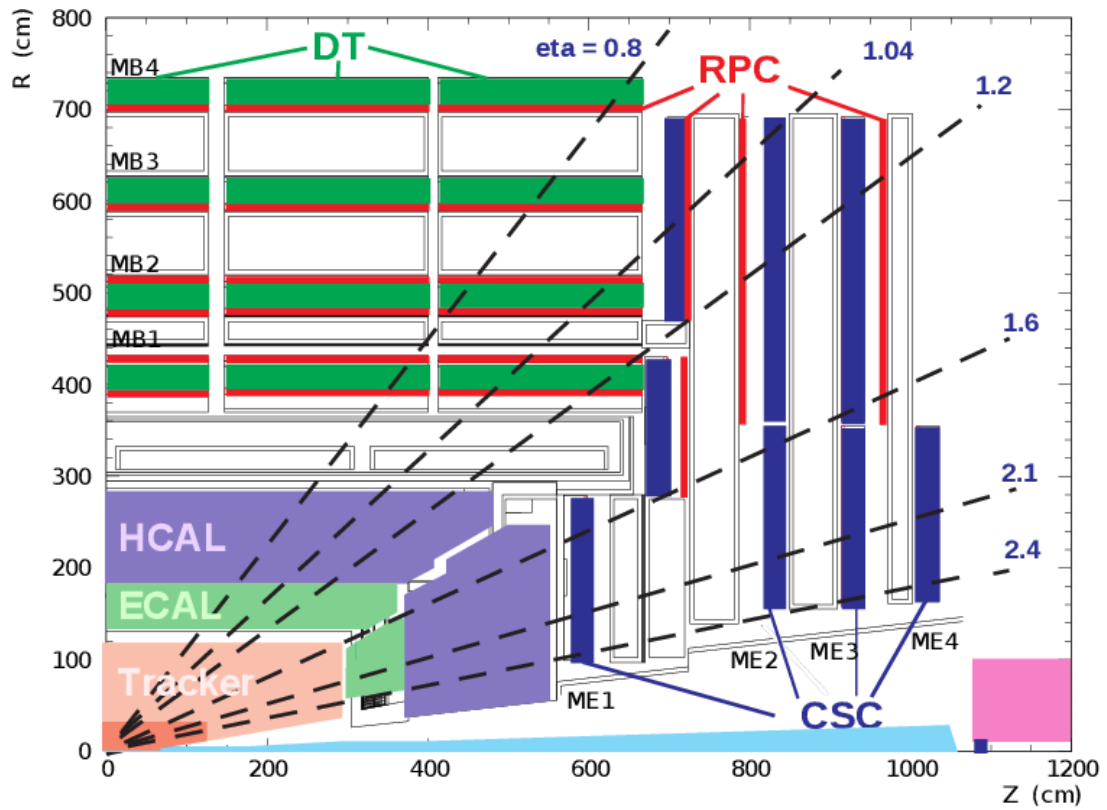 800
R (cm)
DT
eta = 0.8
1.04
MB4
RPC
1.2
700
MB3
600
MB2
500
MB1
1.6
400
300
2.1
HCAL
2.4
200
ECAL
ME2
ME3
ME4
100
Tracker
ME1
CSC
0
0
200
400
600
800
1000
1200
Z (cm)